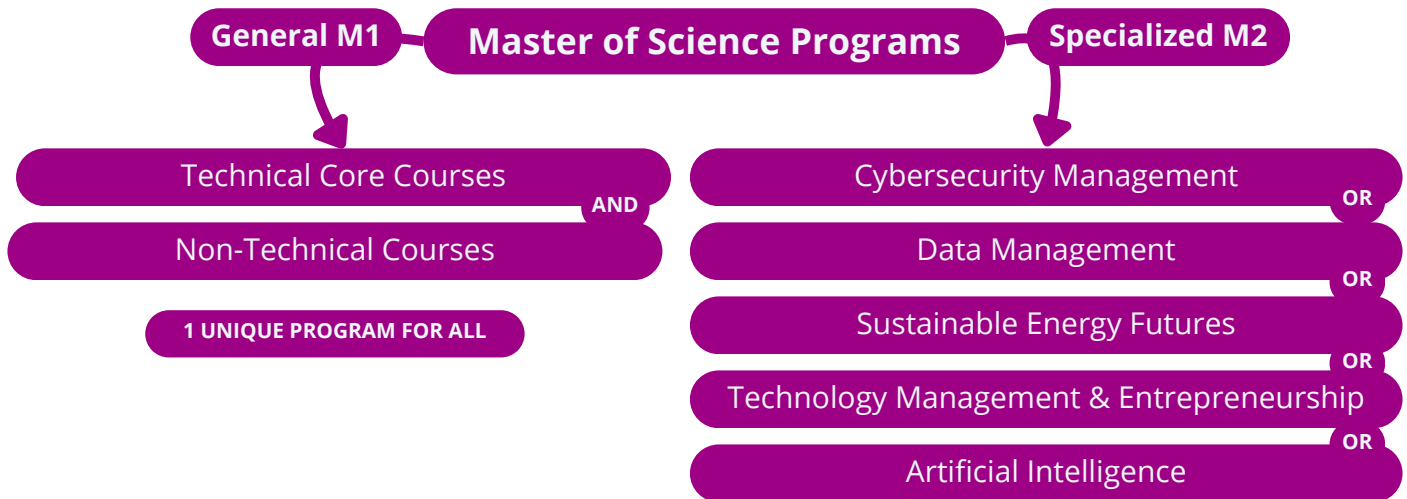 General M1
Master of Science Programs
Specialized M2
Technical Core Courses
AND
Non-Technical Courses
1 UNIQUE PROGRAM FOR ALL
Cybersecurity Management
OR
Data Management
OR
Sustainable Energy Futures
OR
Technology Management & Entrepreneurship
OR
Artificial Intelligence